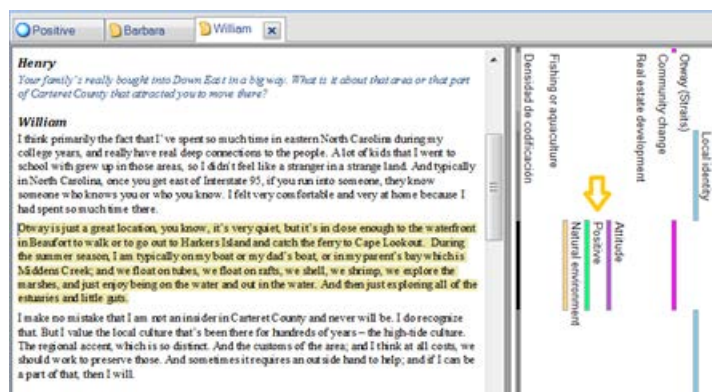 Positive
Barbara
William
Henry
Your family's really bought into Down East in a big way. What is it about that area or that part
of Carteret County that attracted you to move there?
William
I think primarily the fact that I've spent so much time in eastern North Carolina during my
college years, and really have real deep connections to the people. A lot of kids that I went to
school with grew up in those areas, so I didn't feel like a stranger in a strange land. And typically
in North Carolina, once you get east of Interstate 95, if you run into someone, they know
someone who knows you or who you know. I felt very comfortable and very at home because I
had spent so much time there.
Otway is just a great location, you know, it's very quiet, but it's in close enough to the waterfront
in Beaufort to walk or to go out to Harkers Island and catch the ferry to Cape Lookout. During
the summer season, I am typically on my boat or my dad's boat, or in my parent's bay which is
Middens Creek; and we float on tubes, we float on rafts, we shell, we shrimp, we explore the
marshes, and just enjoy being on the water and out in the water. And then just exploring all of the
estuaries and little guts.
I make no mistake that I am not an insider in Carteret County and never will be. I do recognize
that. But I value the local culture that's been there for hundreds of years – the high-tide culture.
The regional accent, which is so distinct. And the customs of the area; and I think at all costs, we
should work to preserve those. And sometimes it requires an outside hand to help; and if I can be
a part of that, then I will.
Densidad de codificación
Fishing or aquaculture
Natural environment
Positive
Attitude
Real estate development
Community change
Otway (Straits)
Local identity